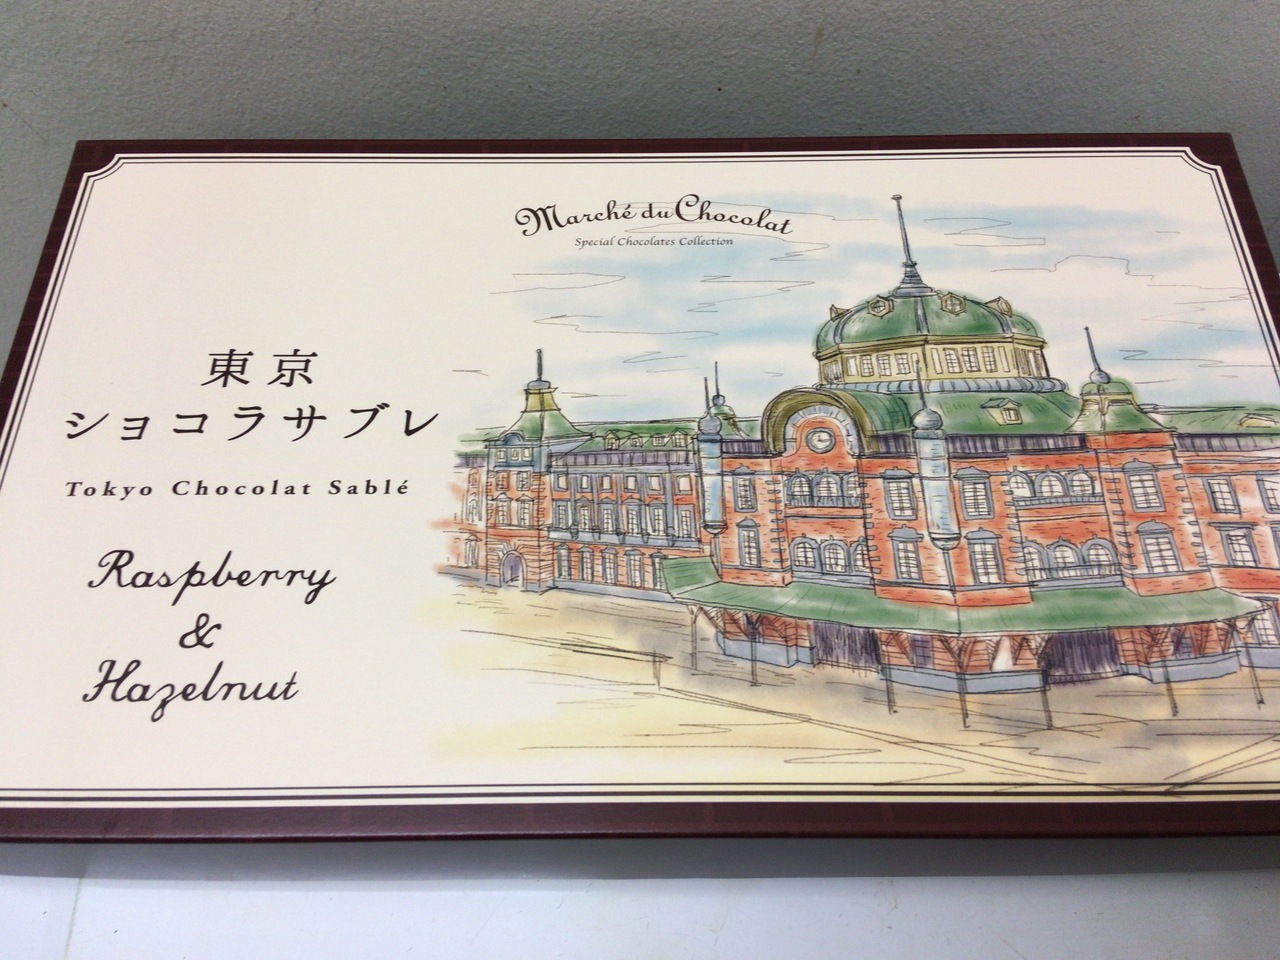 Marché du Chocolat
Special Chocolates Collection
東京
ショコラサブレ
Tokyo Chocolat Sablé
Raspberry
&
Hazelnut